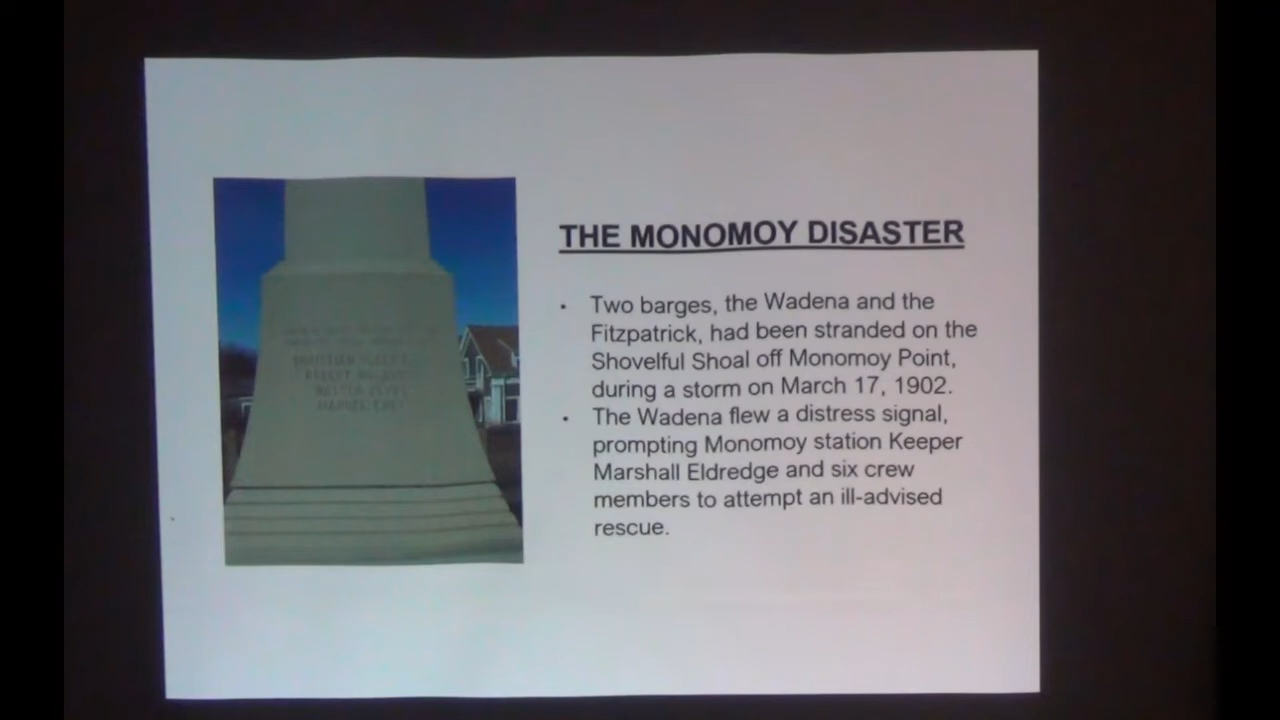 THE MONOMOY DISASTER
• Two barges, the Wadena and the
Fitzpatrick, had been stranded on the
Shovelful Shoal off Monomoy Point,
during a storm on March 17, 1902.
• The Wadena flew a distress signal,
prompting Monomoy station Keeper
Marshall Eldredge and six crew
members to attempt an ill-advised
rescue.